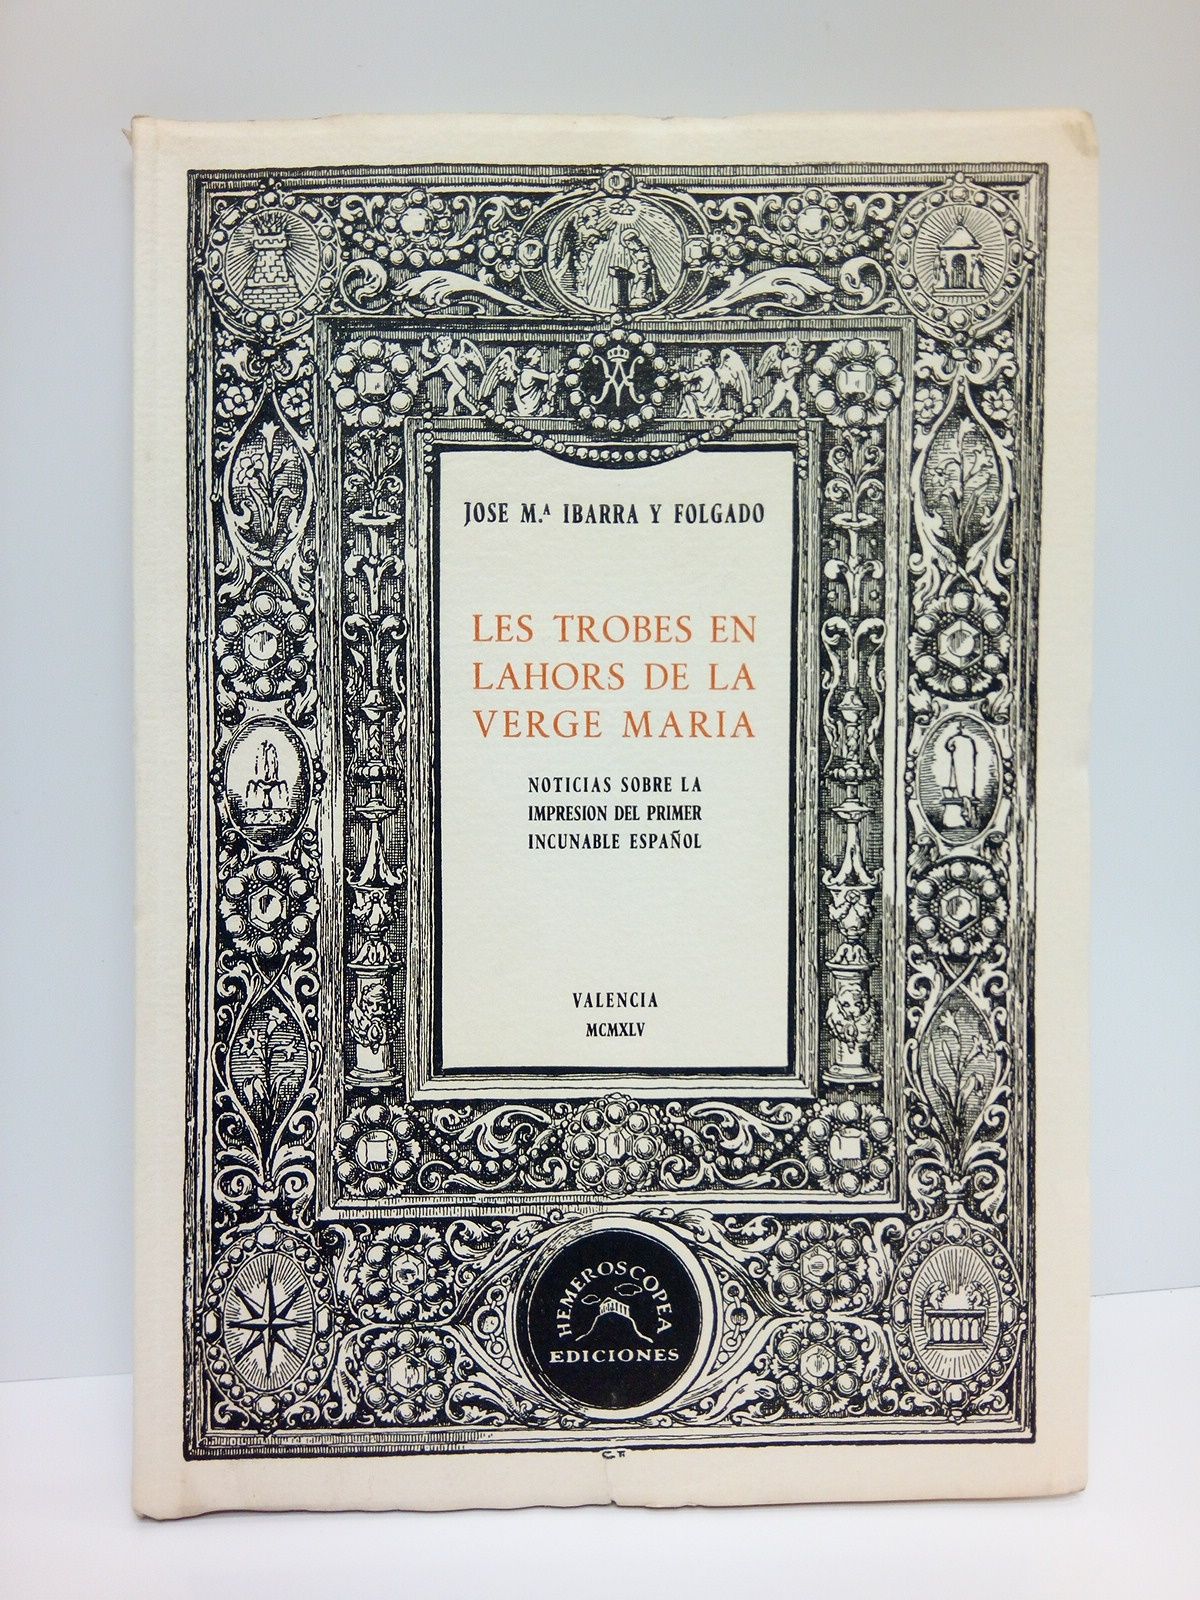 JOSE M.ª IBARRA Y FOLGADO
LES TROBES EN
LAHORS DE LA
VERGE MARIA
NOTICIAS SOBRE LA
IMPRESION DEL PRIMER
INCUNABLE ESPAÑOL
VALENCIA
MCMXLV
HEMEROSCOPEA
EDICIONES